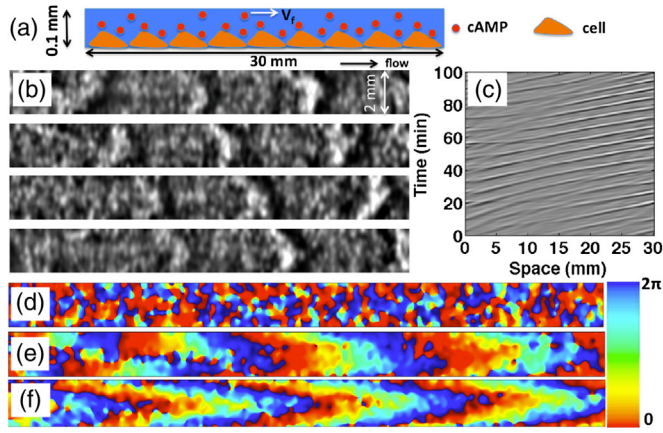 (a)
0.1 mm
V_f
cAMP
cell
30 mm
flow
(b)
2 mm
(c)
Time (min)
100
80
60
40
20
0
0 5 10 15 20 25 30
Space (mm)
(d)
(e)
(f)
2π
0